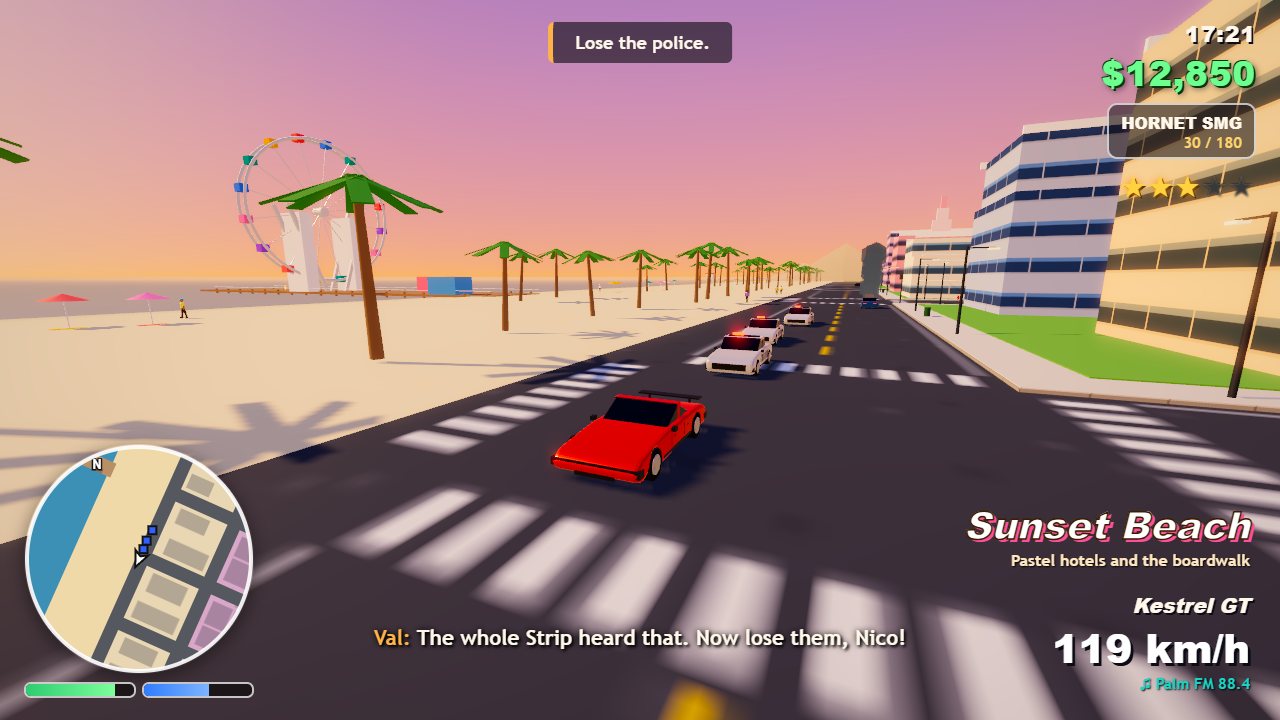 Lose the police.
17:21
$12,850
HORNET SMG
30 / 180
N
Sunset Beach
Pastel hotels and the boardwalk
Kestrel GT
Val: The whole Strip heard that. Now lose them, Nico!
119 km/h
♫ Palm FM 88.4